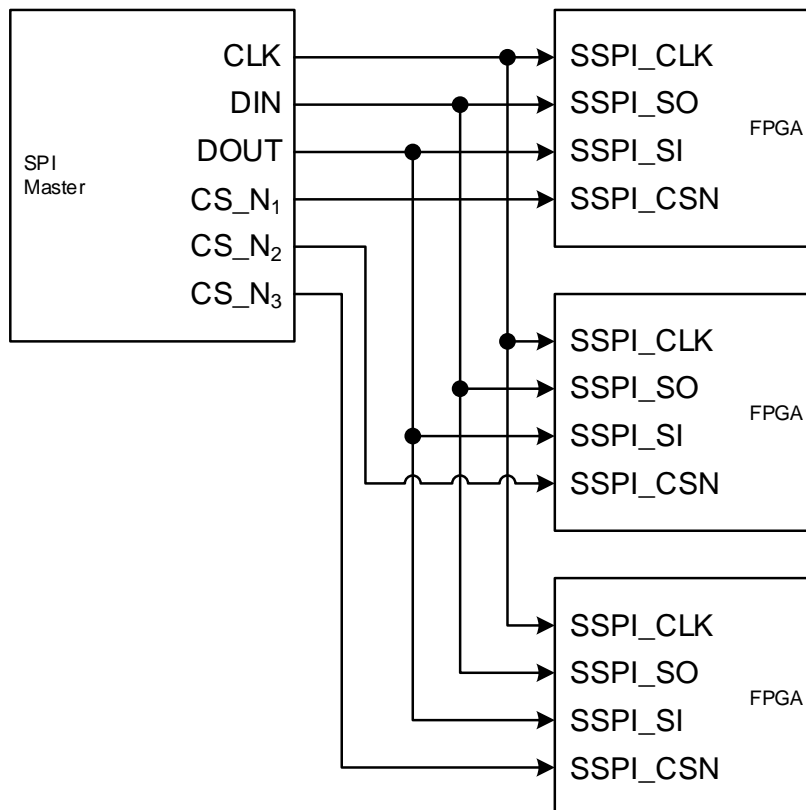 CLK
DIN
DOUT
CS_N₁
CS_N₂
CS_N₃
SPI
Master
SSPI_CLK
SSPI_SO
SSPI_SI
SSPI_CSN
FPGA
SSPI_CLK
SSPI_SO
SSPI_SI
SSPI_CSN
FPGA
SSPI_CLK
SSPI_SO
SSPI_SI
SSPI_CSN
FPGA